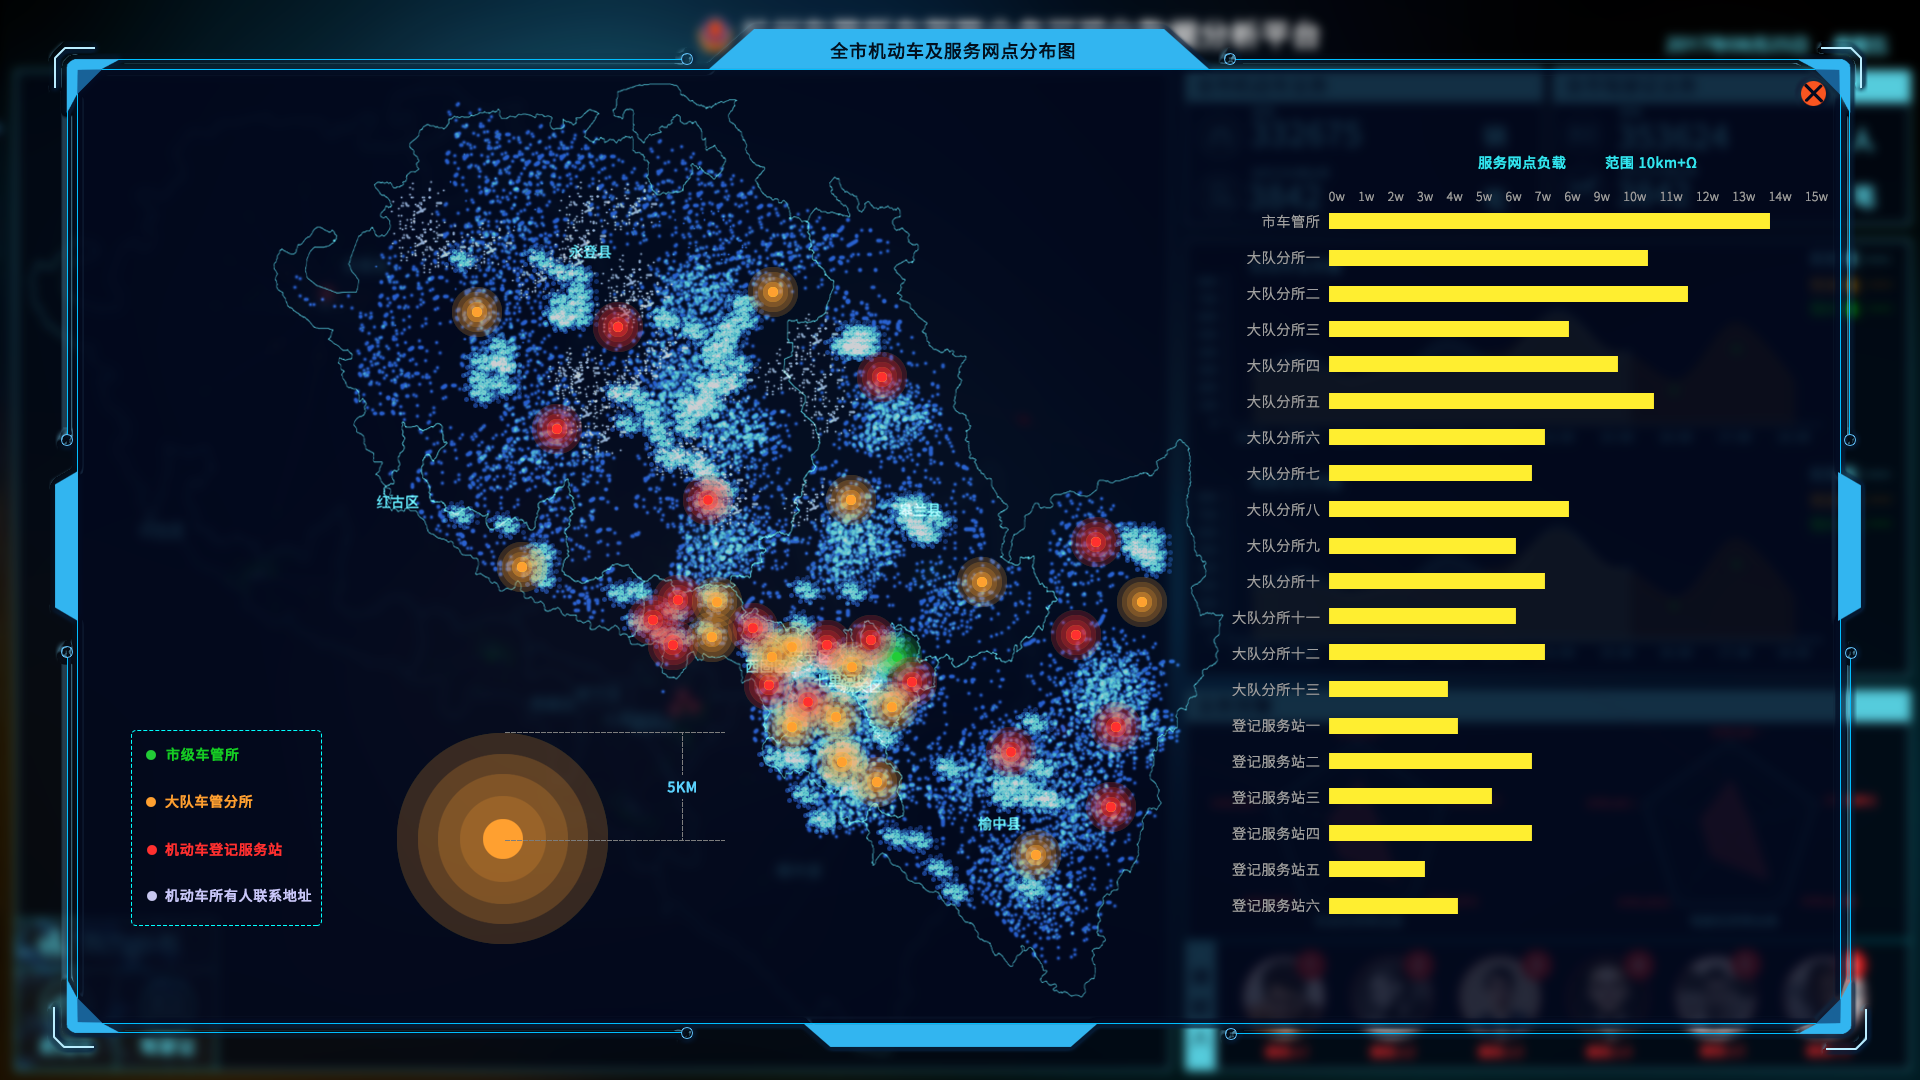 全市机动车及服务网点分布图
服务网点负载 范围 10km+Ω
0w 1w 2w 3w 4w 5w 6w 7w 6w 9w 10w 11w 12w 13w 14w 15w
市车管所
大队分所一
大队分所二
大队分所三
大队分所四
大队分所五
大队分所六
大队分所七
大队分所八
大队分所九
大队分所十
大队分所十一
大队分所十二
大队分所十三
登记服务站一
登记服务站二
登记服务站三
登记服务站四
登记服务站五
登记服务站六
永登县
红古区
皋兰县
榆中县
市级车管所
大队车管分所
机动车登记服务站
机动车所有人联系地址
5KM